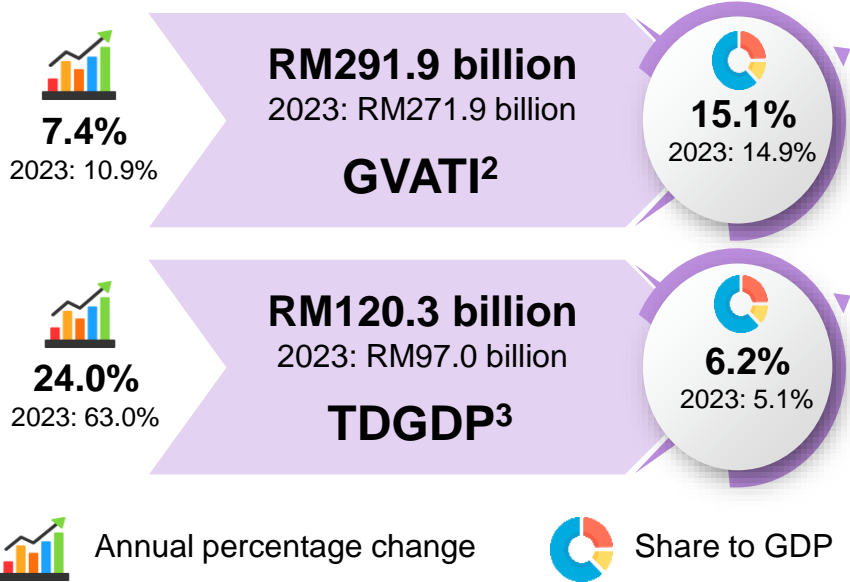 RM291.9 billion
2023: RM271.9 billion
GVATI²
7.4%
2023: 10.9%
15.1%
2023: 14.9%
RM120.3 billion
2023: RM97.0 billion
TDGDP³
24.0%
2023: 63.0%
6.2%
2023: 5.1%
Annual percentage change
Share to GDP